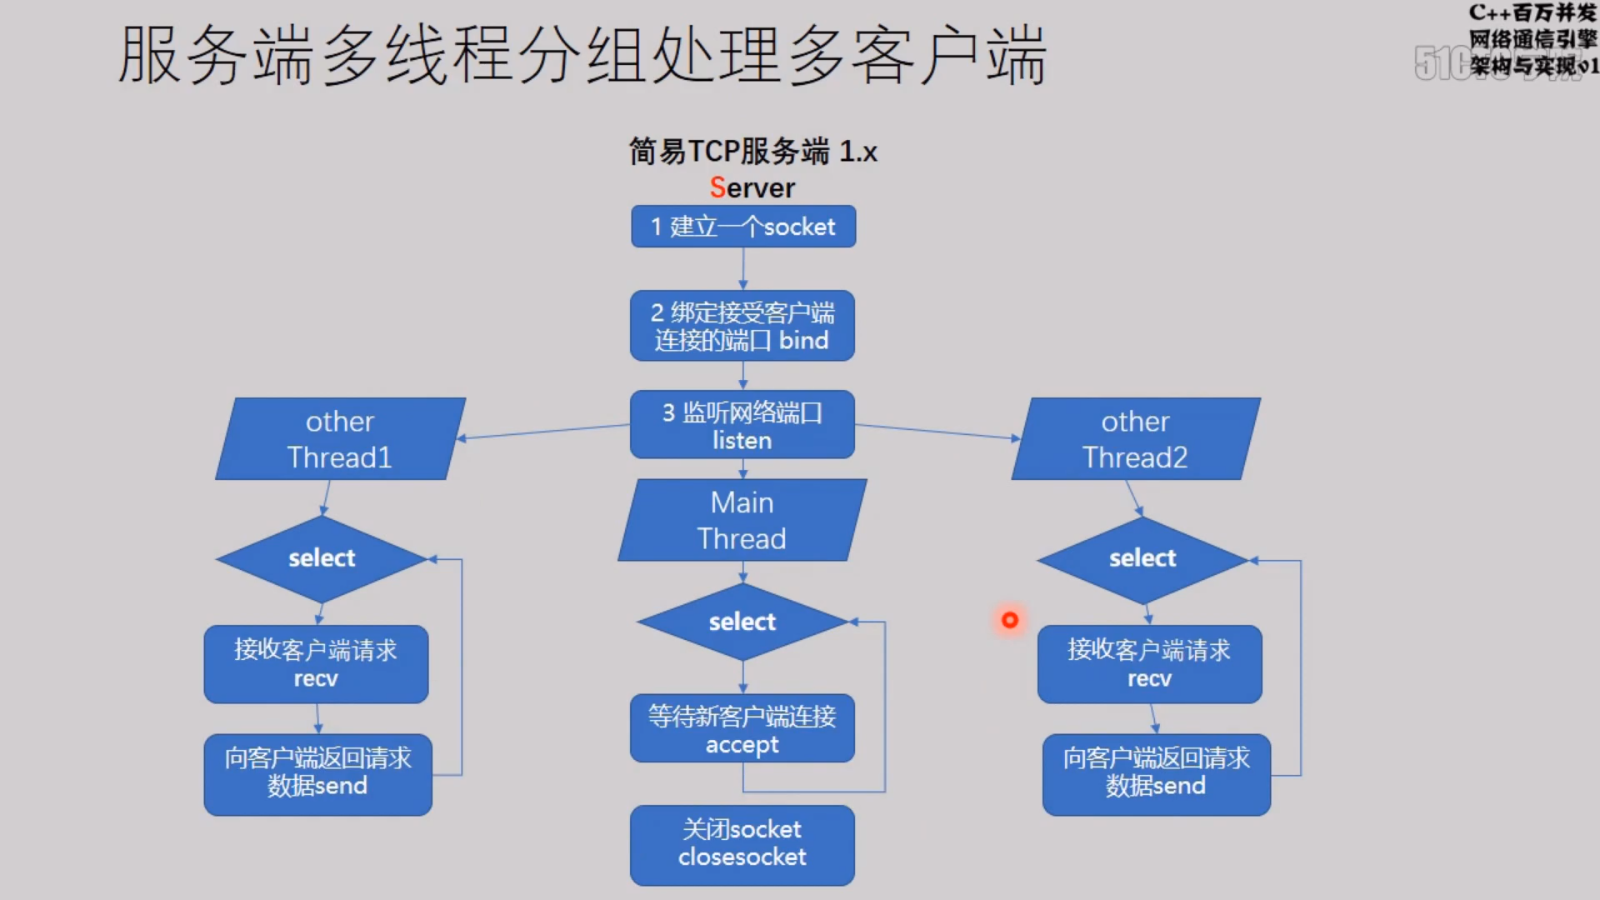 服务端多线程分组处理多客户端
C++百万并发
网络通信引擎
架构与实现v1
简易TCP服务端 1.x
Server
1 建立一个socket
2 绑定接受客户端
连接的端口 bind
3 监听网络端口
listen
other
Thread1
select
接收客户端请求
recv
向客户端返回请求
数据send
Main
Thread
select
等待新客户端连接
accept
关闭socket
closesocket
other
Thread2
select
接收客户端请求
recv
向客户端返回请求
数据send